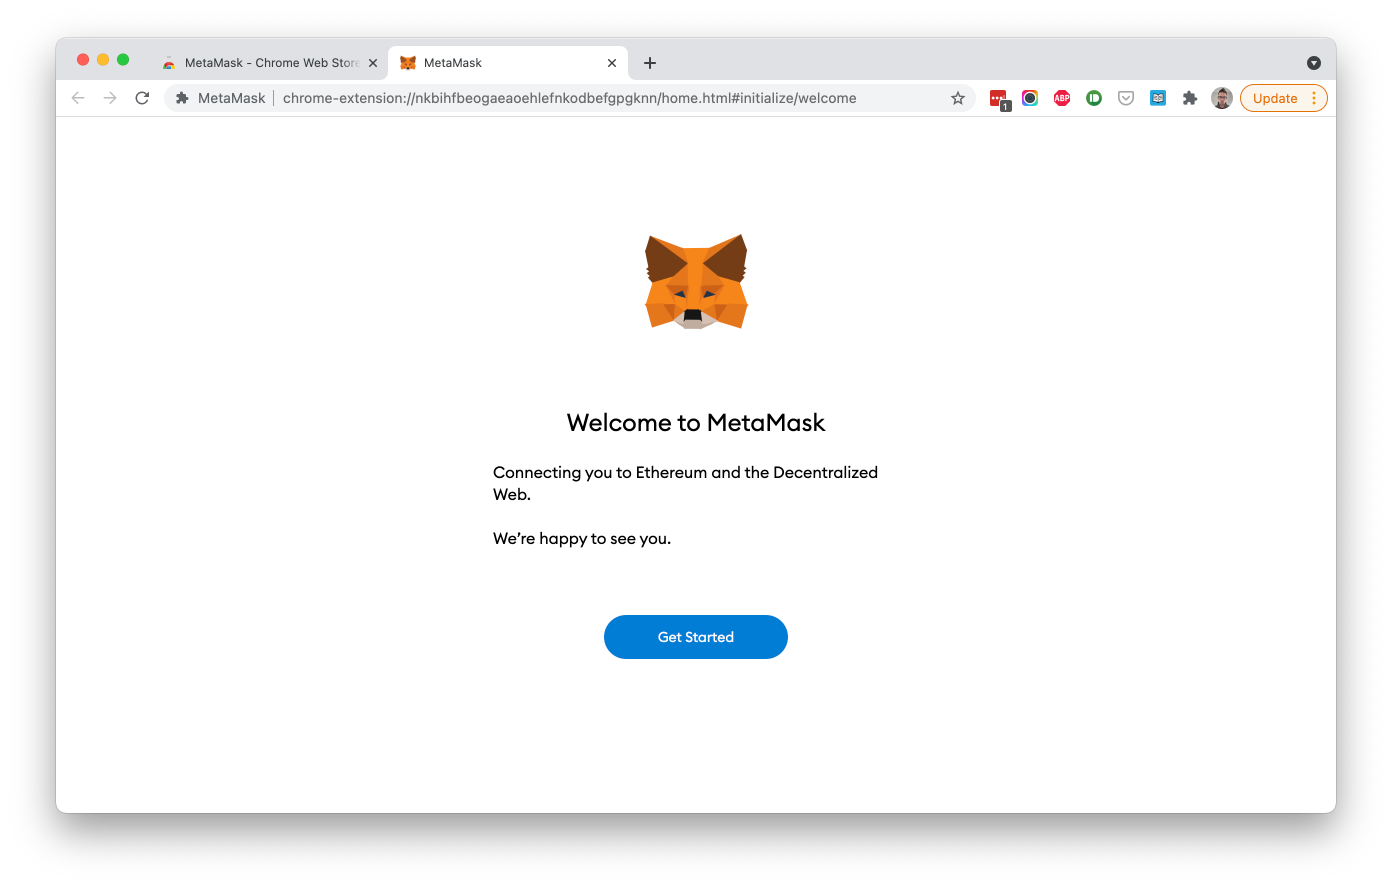 MetaMask - Chrome Web Store
MetaMask
MetaMask
chrome-extension://nkbihfbeogaeaoehlefnkodbefgpgknn/home.html#initialize/welcome
1
ABP
Update
Welcome to MetaMask
Connecting you to Ethereum and the Decentralized
Web.
We’re happy to see you.
Get Started